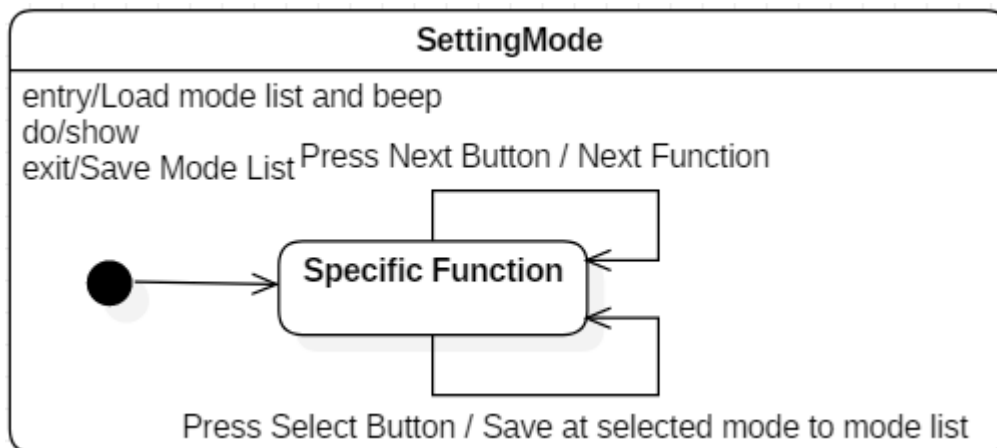 SettingMode
entry/Load mode list and beep
do/show
exit/Save Mode List
Press Next Button / Next Function
Specific Function
Press Select Button / Save at selected mode to mode list